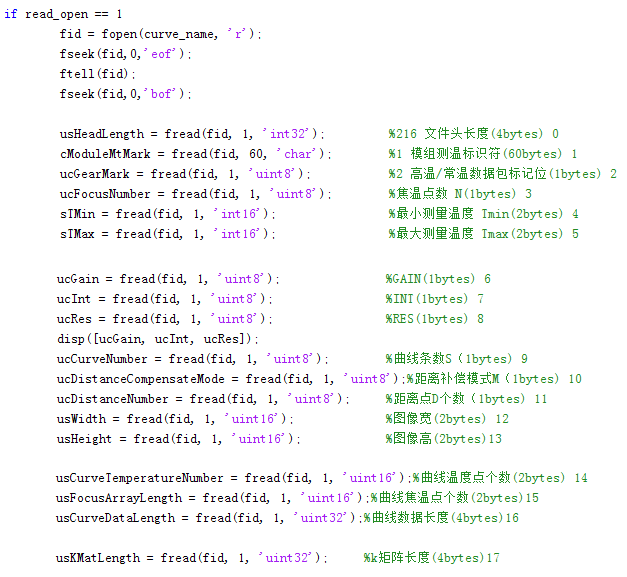 if read_open == 1
fid = fopen(curve_name, 'r');
fseek(fid,0,'eof');
ftell(fid);
fseek(fid,0,'bof');
usHeadLength = fread(fid, 1, 'int32'); %216 文件头长度(4bytes) 0
cModuleMtMark = fread(fid, 60, 'char'); %1 模组测温标识符(60bytes) 1
ucGearMark = fread(fid, 1, 'uint8'); %2 高温/常温数据包标记位(1bytes) 2
ucFocusNumber = fread(fid, 1, 'uint8'); %焦温点数 N(1bytes) 3
sTMin = fread(fid, 1, 'int16'); %最小测量温度 Tmin(2bytes) 4
sTMax = fread(fid, 1, 'int16'); %最大测量温度 Tmax(2bytes) 5
ucGain = fread(fid, 1, 'uint8'); %GAIN(1bytes) 6
ucInt = fread(fid, 1, 'uint8'); %INT(1bytes) 7
ucRes = fread(fid, 1, 'uint8'); %RES(1bytes) 8
disp([ucGain, ucInt, ucRes]);
ucCurveNumber = fread(fid, 1, 'uint8'); %曲线条数S（1bytes) 9
ucDistanceCompensateMode = fread(fid, 1, 'uint8');%距离补偿模式M（1bytes) 10
ucDistanceNumber = fread(fid, 1, 'uint8'); %距离点D个数（1bytes) 11
usWidth = fread(fid, 1, 'uint16'); %图像宽(2bytes) 12
usHeight = fread(fid, 1, 'uint16'); %图像高(2bytes)13
usCurveTemperatureNumber = fread(fid, 1, 'uint16');%曲线温度点个数(2bytes) 14
usFocusArrayLength = fread(fid, 1, 'uint16');%曲线焦温点个数(2bytes)15
usCurveDataLength = fread(fid, 1, 'uint32');%曲线数据长度(4bytes)16
usKMatLength = fread(fid, 1, 'uint32'); %k矩阵长度(4bytes)17